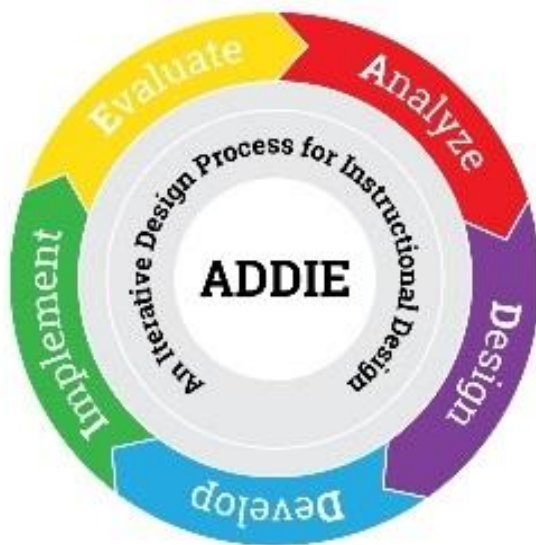 Analyze
Design
Develop
Implement
Evaluate
An Iterative Design Process for Instructional Design
ADDIE